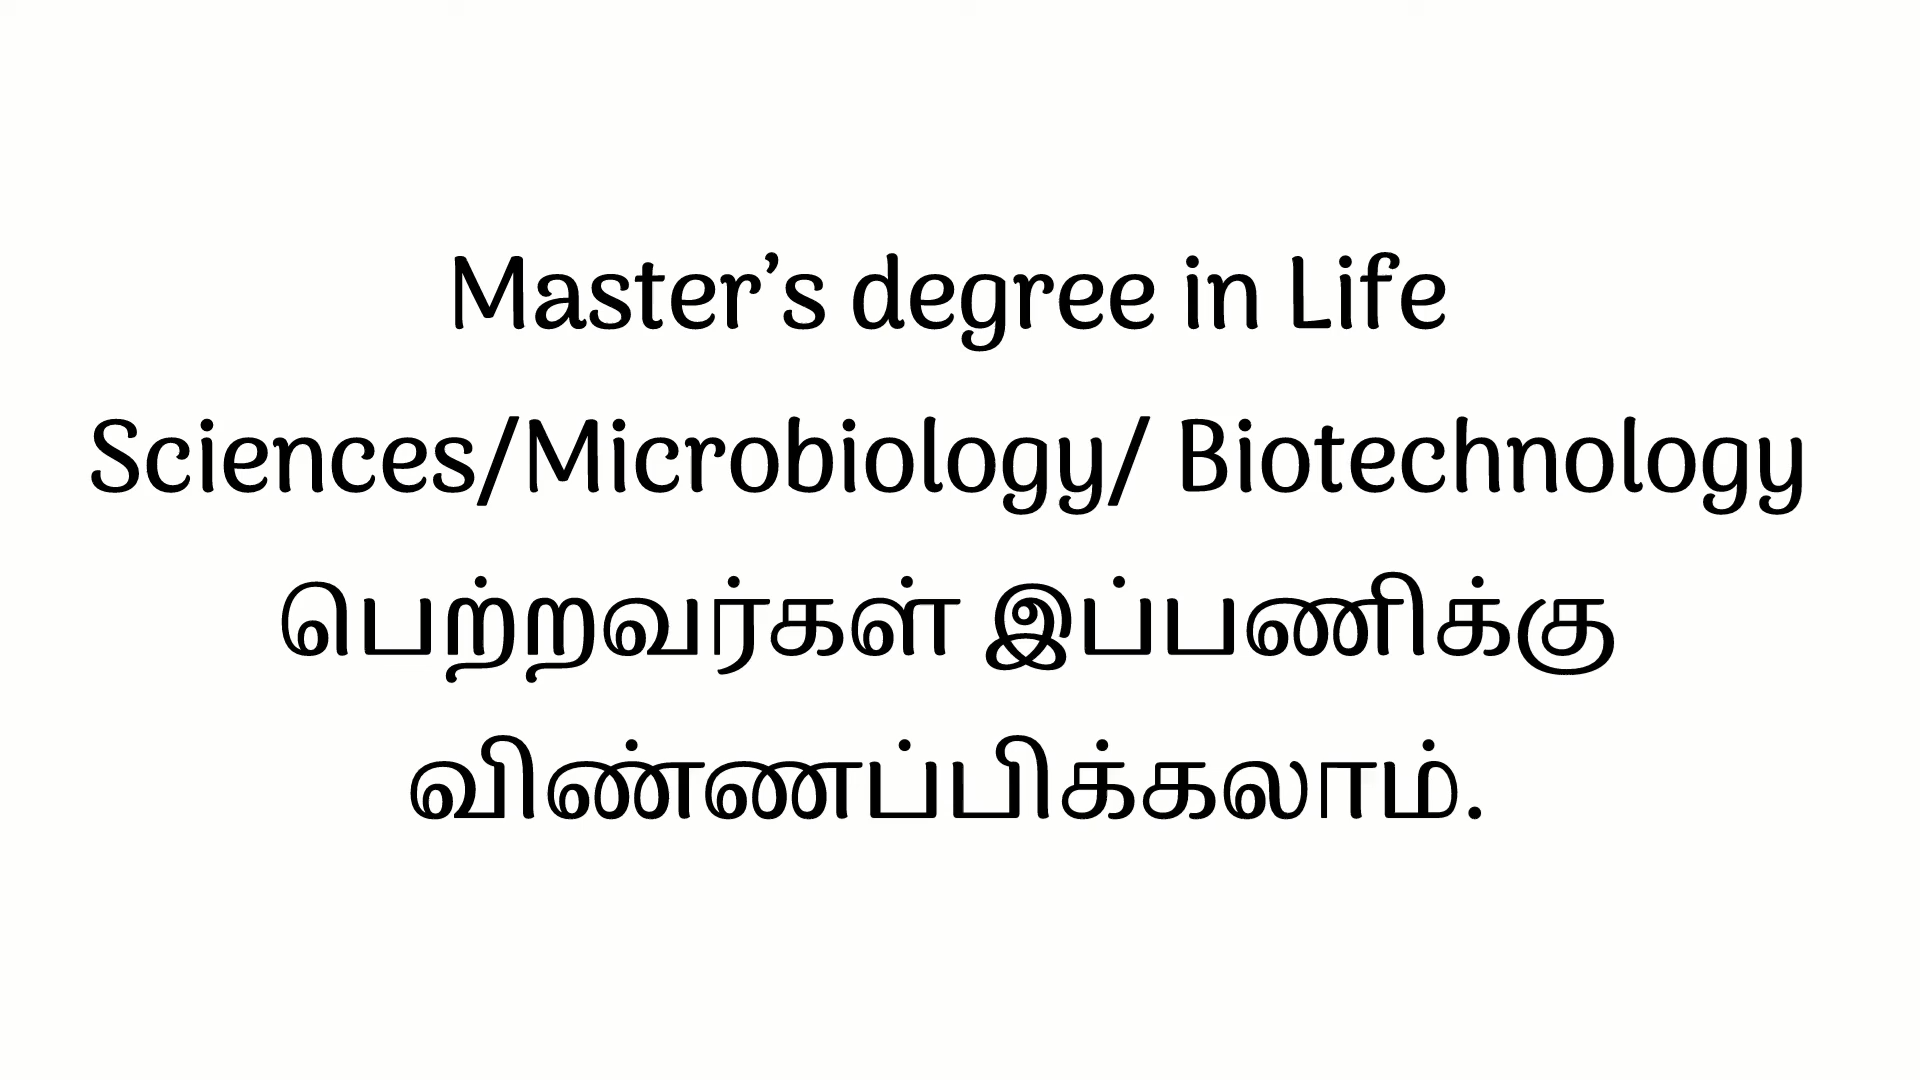 Master’s degree in Life
Sciences/Microbiology/ Biotechnology
பெற்றவர்கள் இப்பணிக்கு
விண்ணப்பிக்கலாம்.